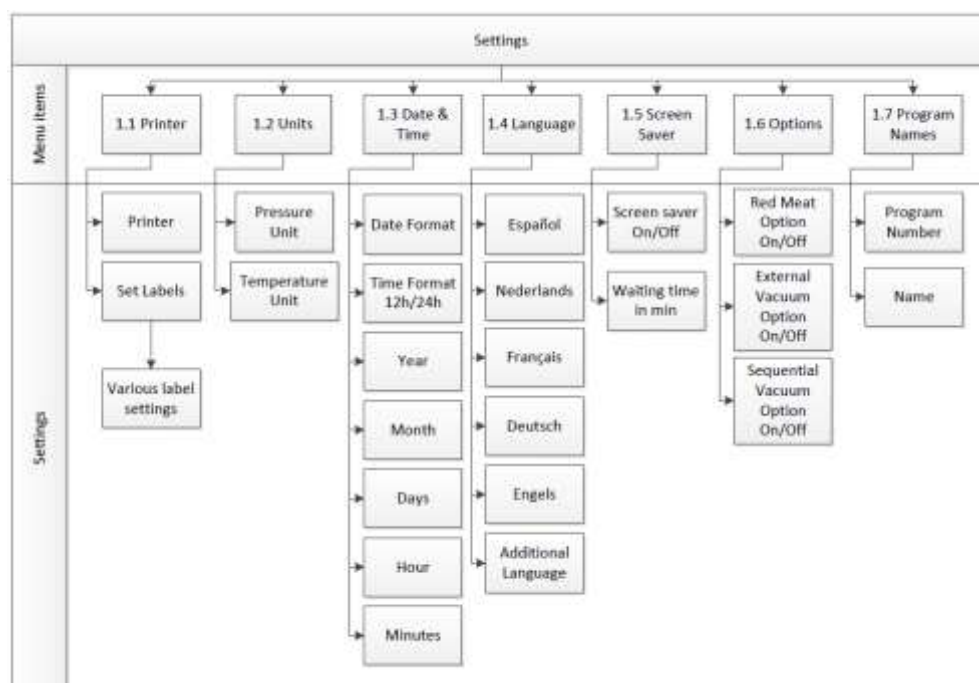 Settings
Menu items
1.1 Printer
1.2 Units
1.3 Date &
Time
1.4 Language
1.5 Screen
Saver
1.6 Options
1.7 Program
Names
Settings
Printer
Set Labels
Various label
settings
Pressure
Unit
Temperature
Unit
Date Format
Time Format
12h/24h
Year
Month
Days
Hour
Minutes
Español
Nederlands
Français
Deutsch
Engels
Additional
Language
Screen saver
On/Off
Waiting time
in min
Red Meat
Option
On/Off
External
Vacuum
Option
On/Off
Sequential
Vacuum
Option
On/Off
Program
Number
Name